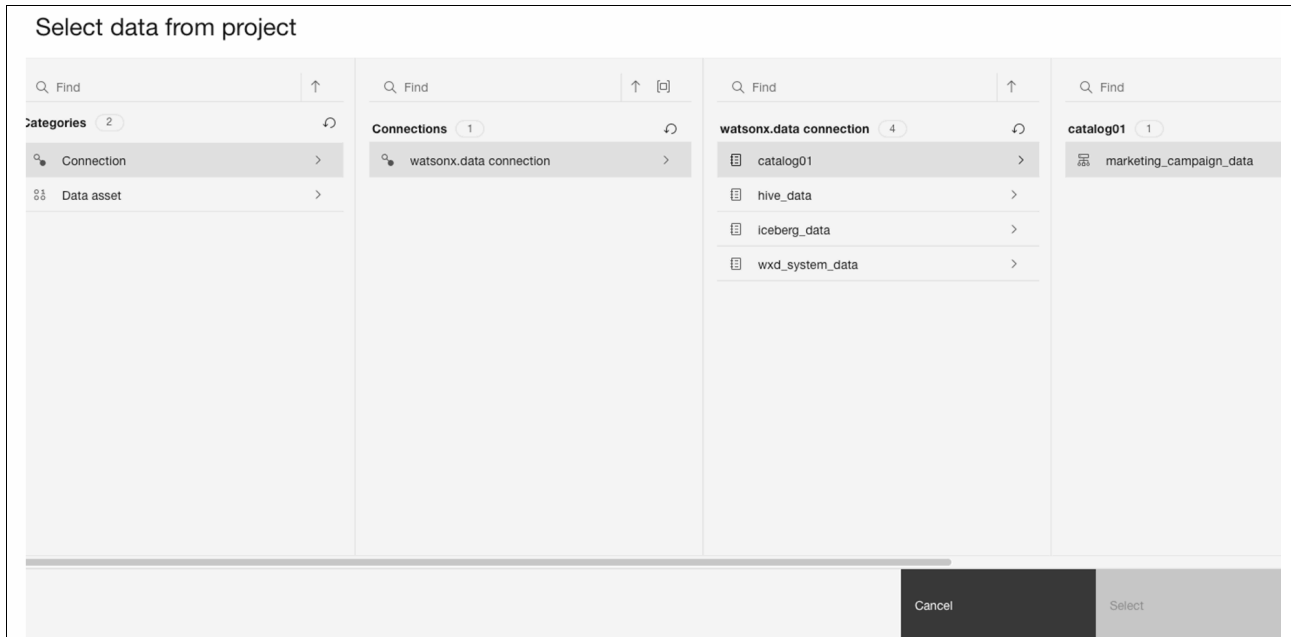 Select data from project
Find
Categories 2
Connection
Data asset
Find
Connections 1
watsonx.data connection
Find
watsonx.data connection 4
catalog01
hive_data
iceberg_data
wxd_system_data
Find
catalog01 1
marketing_campaign_data
Cancel
Select